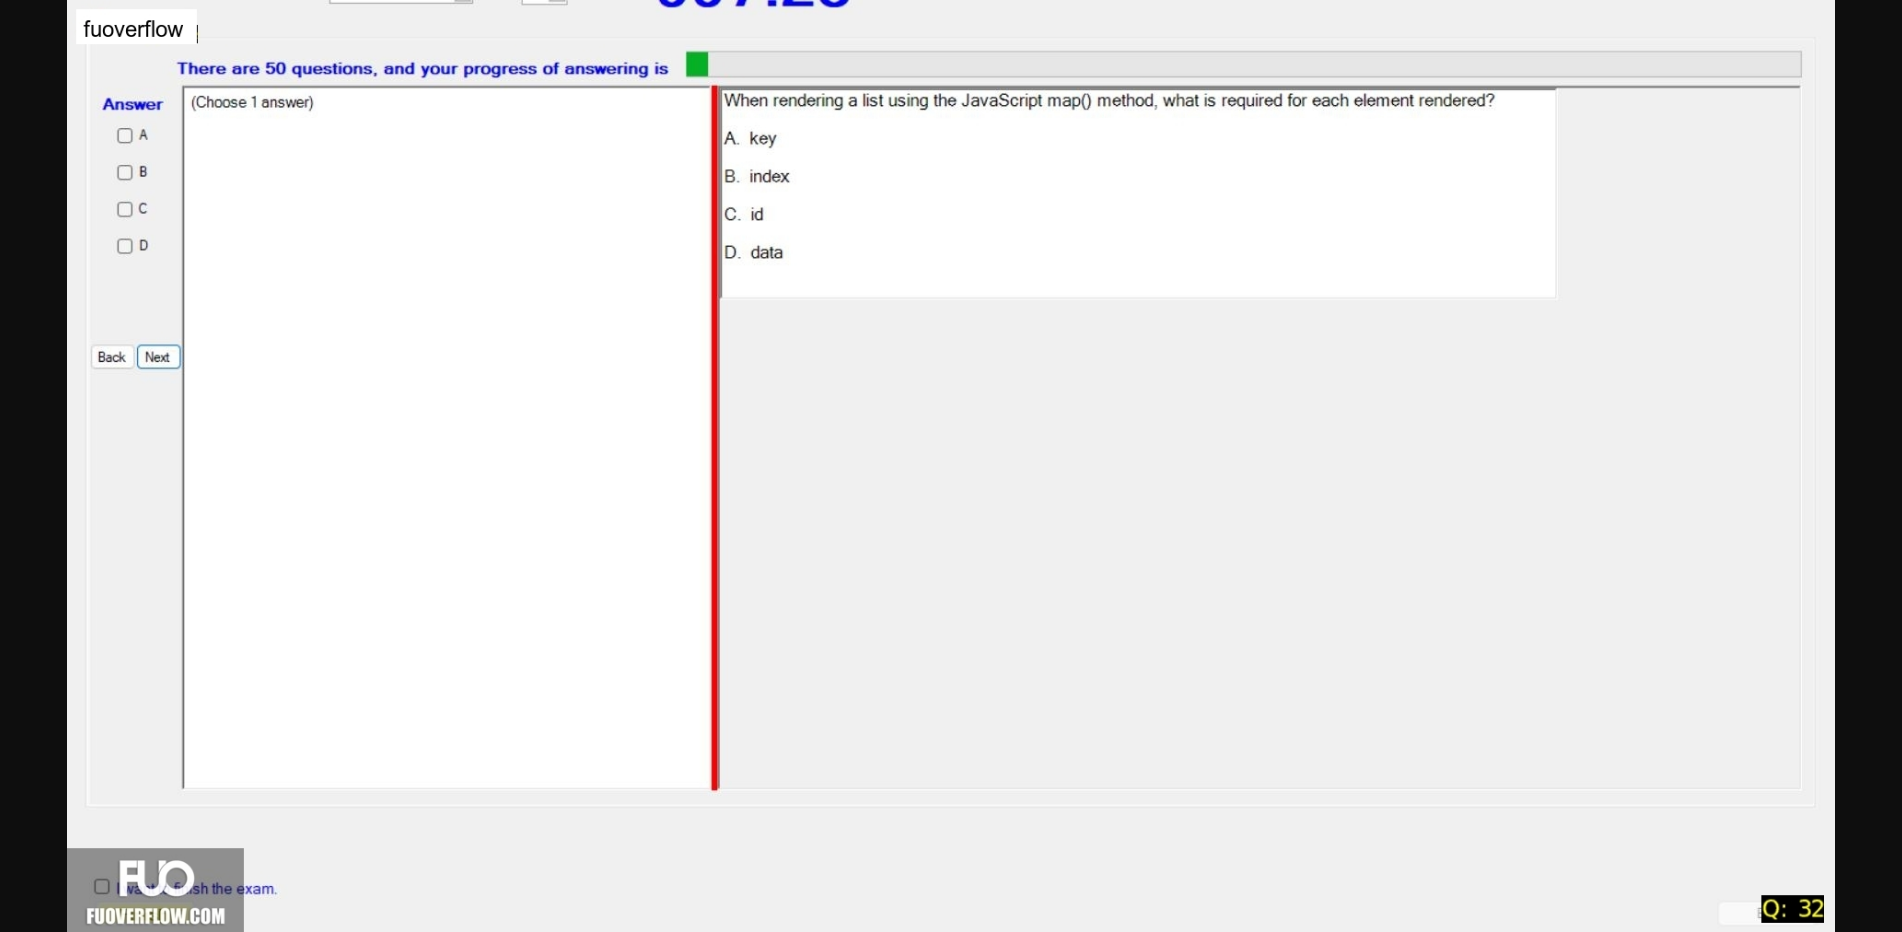 fuoverflow
There are 50 questions, and your progress of answering is
Answer
(Choose 1 answer)
A
B
C
D
Back Next
When rendering a list using the JavaScript map() method, what is required for each element rendered?
A. key
B. index
C. id
D. data
FUO
sh the exam.
FUOVERFLOW.COM
Q: 32